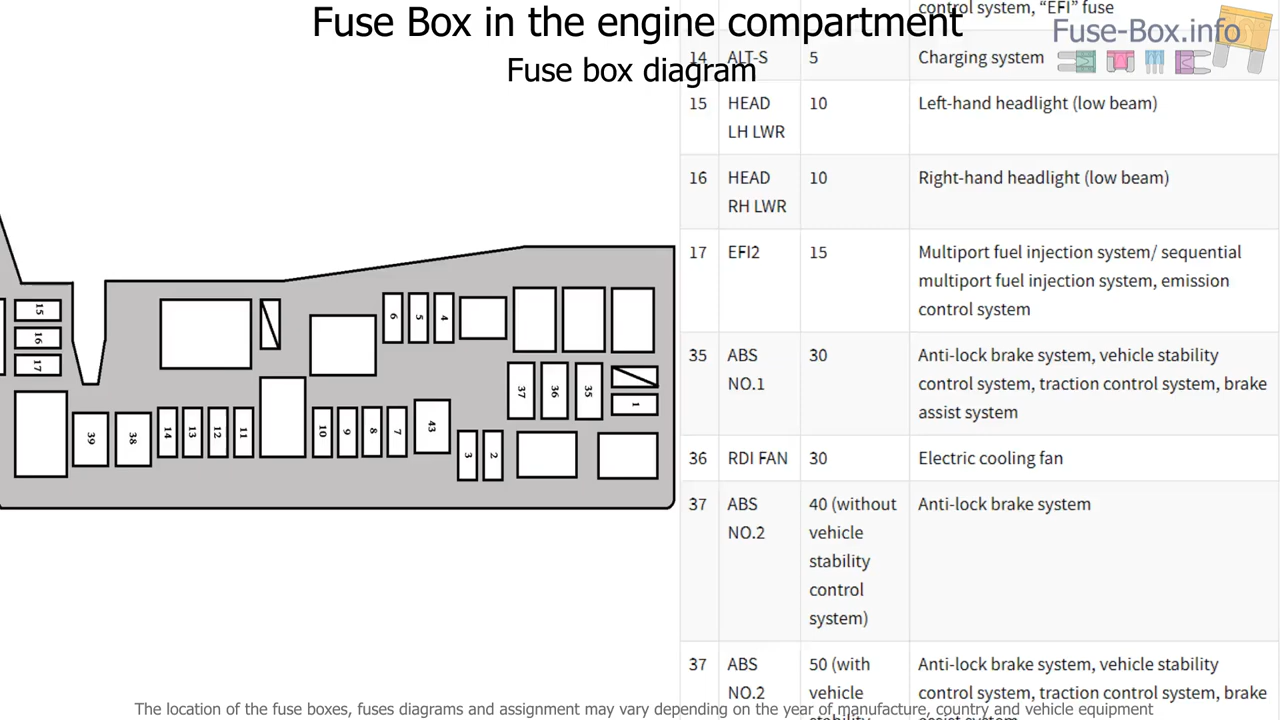 Fuse Box in the engine compartment
Fuse box diagram
Fuse-Box.info
control system, “EFI” fuse
14 ALT-S 5 Charging system
15 HEAD 10 Left-hand headlight (low beam)
LH LWR
16 HEAD 10 Right-hand headlight (low beam)
RH LWR
17 EFI2 15 Multiport fuel injection system/ sequential
multiport fuel injection system, emission
control system
35 ABS 30 Anti-lock brake system, vehicle stability
NO.1 control system, traction control system, brake
assist system
36 RDI FAN 30 Electric cooling fan
37 ABS 40 (without Anti-lock brake system
NO.2 vehicle
stability
control
system)
37 ABS 50 (with Anti-lock brake system, vehicle stability
NO.2 vehicle control system, traction control system, brake
15
16
17
6 5 4
37 36 35
1
39 38 14 13 12 11 10 9 8 7 43
3 2
The location of the fuse boxes, fuses diagrams and assignment may vary depending on the year of manufacture, country and vehicle equipment